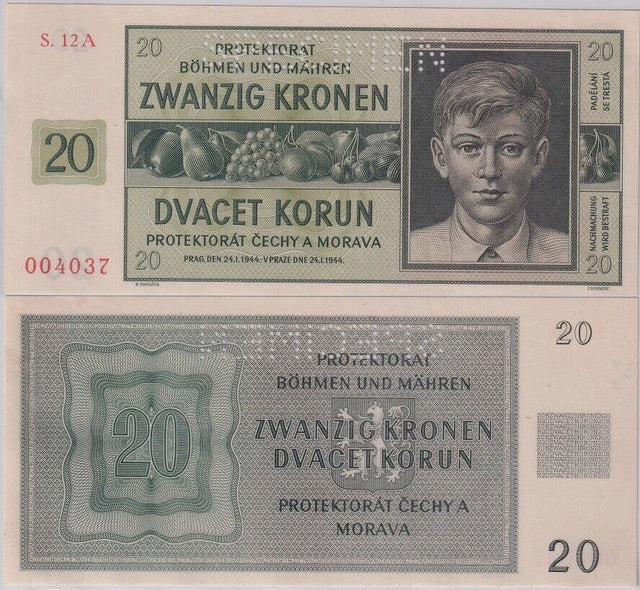 S. 12 A
20
PROTEKTORAT
BÖHMEN UND MÄHREN
ZWANZIG KRONEN
20
DVACET KORUN
PROTEKTORÁT ČECHY A MORAVA
PRAG, DEN 24. I. 1944. - V PRAZE DNE 24. I. 1944.
20
004037
20
PADĚLÁNÍ
SE TRESTÁ
NACHMACHUNG
WIRD BESTRAFT
20
SPECIMEN
PROTEKTORAT
BÖHMEN UND MÄHREN
ZWANZIG KRONEN
DVACET KORUN
PROTEKTORÁT ČECHY A
MORAVA
20
20
20
SPECIMEN